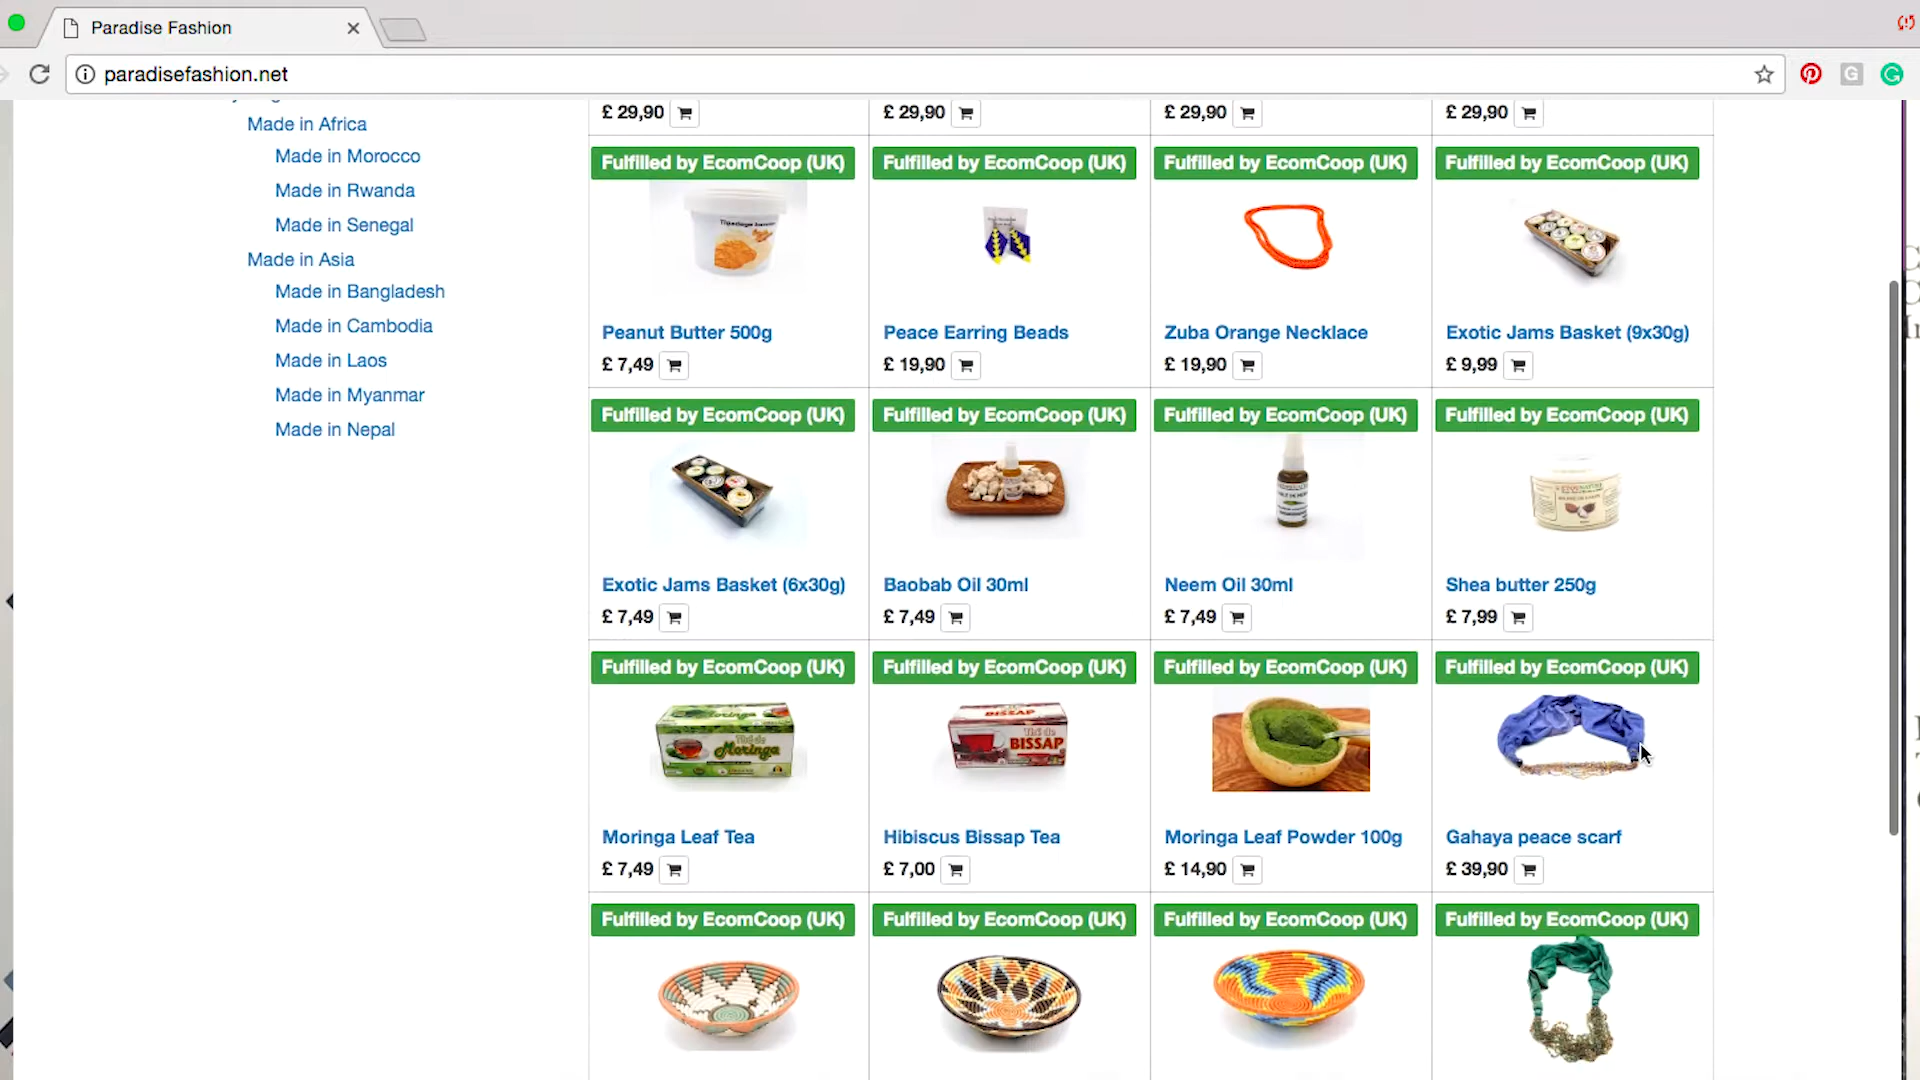 Paradise Fashion
paradisefashion.net
Made in Africa
Made in Morocco
Made in Rwanda
Made in Senegal
Made in Asia
Made in Bangladesh
Made in Cambodia
Made in Laos
Made in Myanmar
Made in Nepal
£ 29,90
£ 29,90
£ 29,90
£ 29,90
Fulfilled by EcomCoop (UK)
Fulfilled by EcomCoop (UK)
Fulfilled by EcomCoop (UK)
Fulfilled by EcomCoop (UK)
Peanut Butter 500g
Peace Earring Beads
Zuba Orange Necklace
Exotic Jams Basket (9x30g)
£ 7,49
£ 19,90
£ 19,90
£ 9,99
Fulfilled by EcomCoop (UK)
Fulfilled by EcomCoop (UK)
Fulfilled by EcomCoop (UK)
Fulfilled by EcomCoop (UK)
Exotic Jams Basket (6x30g)
Baobab Oil 30ml
Neem Oil 30ml
Shea butter 250g
£ 7,49
£ 7,49
£ 7,49
£ 7,99
Fulfilled by EcomCoop (UK)
Fulfilled by EcomCoop (UK)
Fulfilled by EcomCoop (UK)
Fulfilled by EcomCoop (UK)
Moringa
Thé de
Moringa
BISSAP
Thé de
BISSAP
Moringa Leaf Tea
Hibiscus Bissap Tea
Moringa Leaf Powder 100g
Gahaya peace scarf
£ 7,49
£ 7,00
£ 14,90
£ 39,90
Fulfilled by EcomCoop (UK)
Fulfilled by EcomCoop (UK)
Fulfilled by EcomCoop (UK)
Fulfilled by EcomCoop (UK)